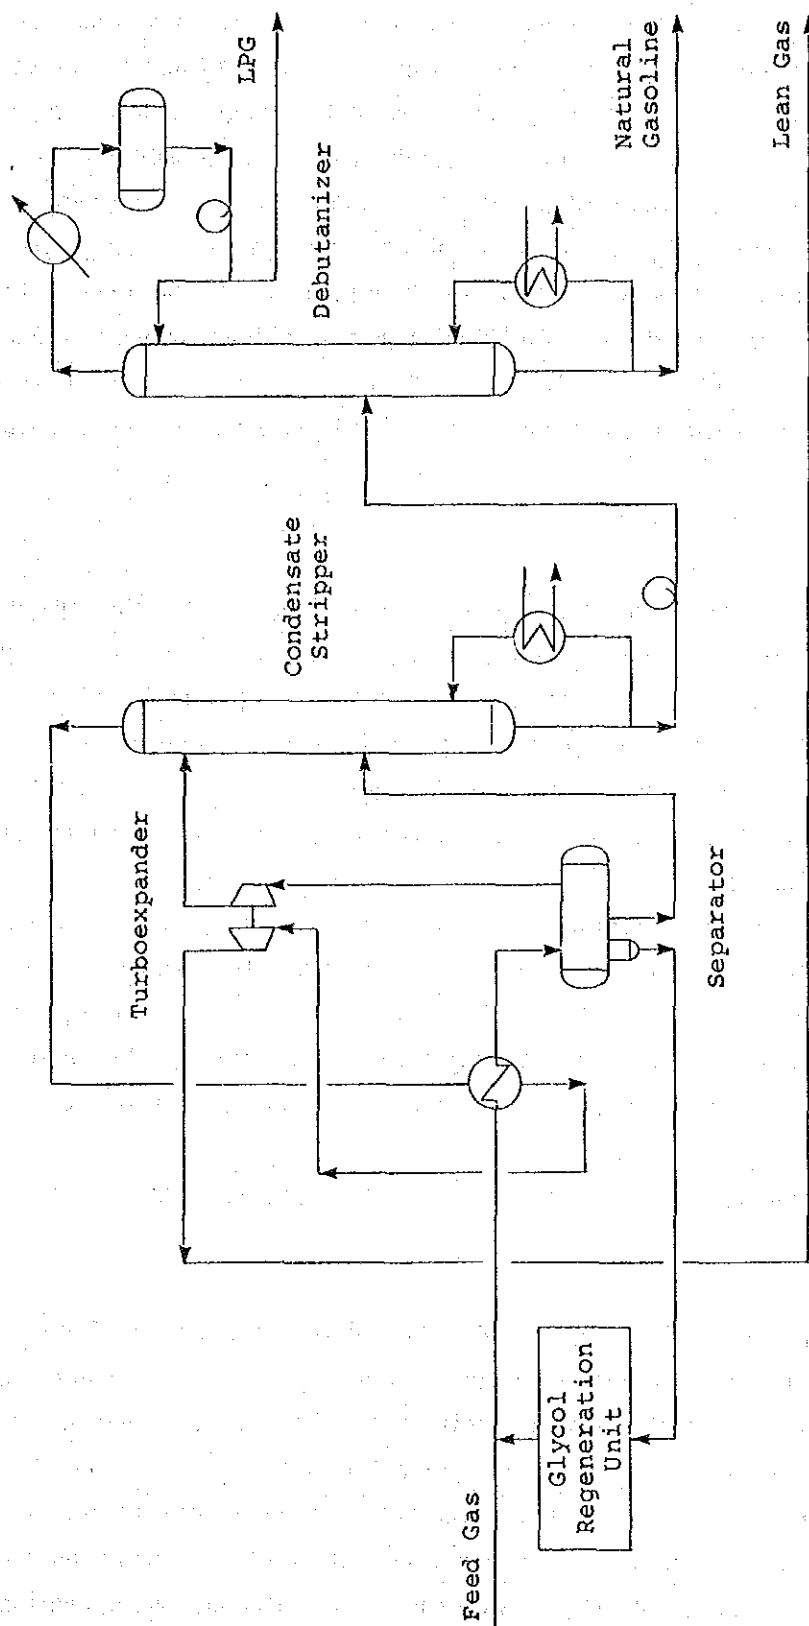 LPG
Natural
Gasoline
Lean Gas
Debutanizer
Condensate
Stripper
Turboexpander
Separator
Glycol
Regeneration
Unit
Feed Gas